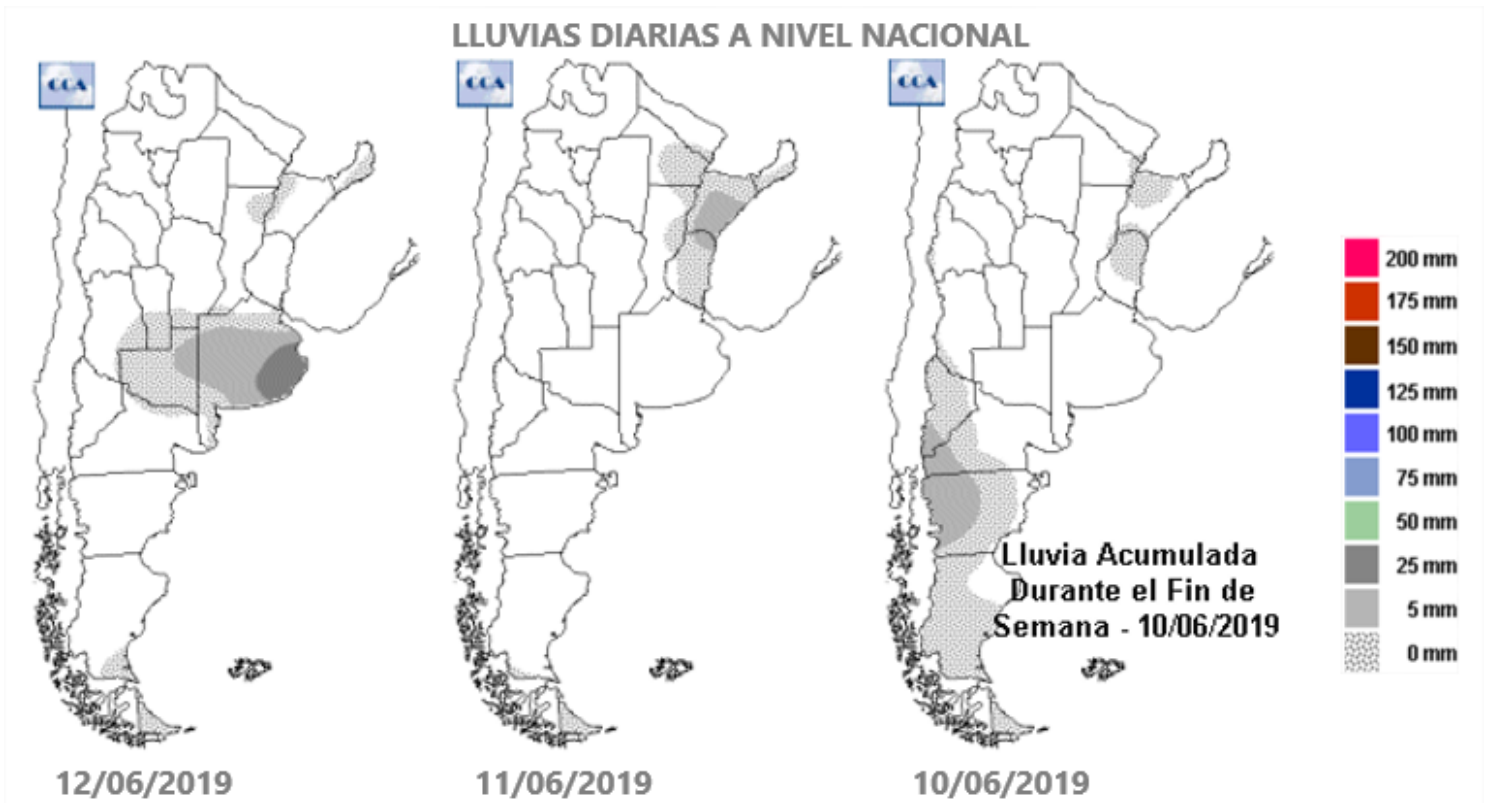 LLUVIAS DIARIAS A NIVEL NACIONAL
CCA
CCA
CCA
200 mm
175 mm
150 mm
125 mm
100 mm
75 mm
50 mm
25 mm
5 mm
0 mm
Lluvia Acumulada
Durante el Fin de
Semana - 10/06/2019
12/06/2019
11/06/2019
10/06/2019